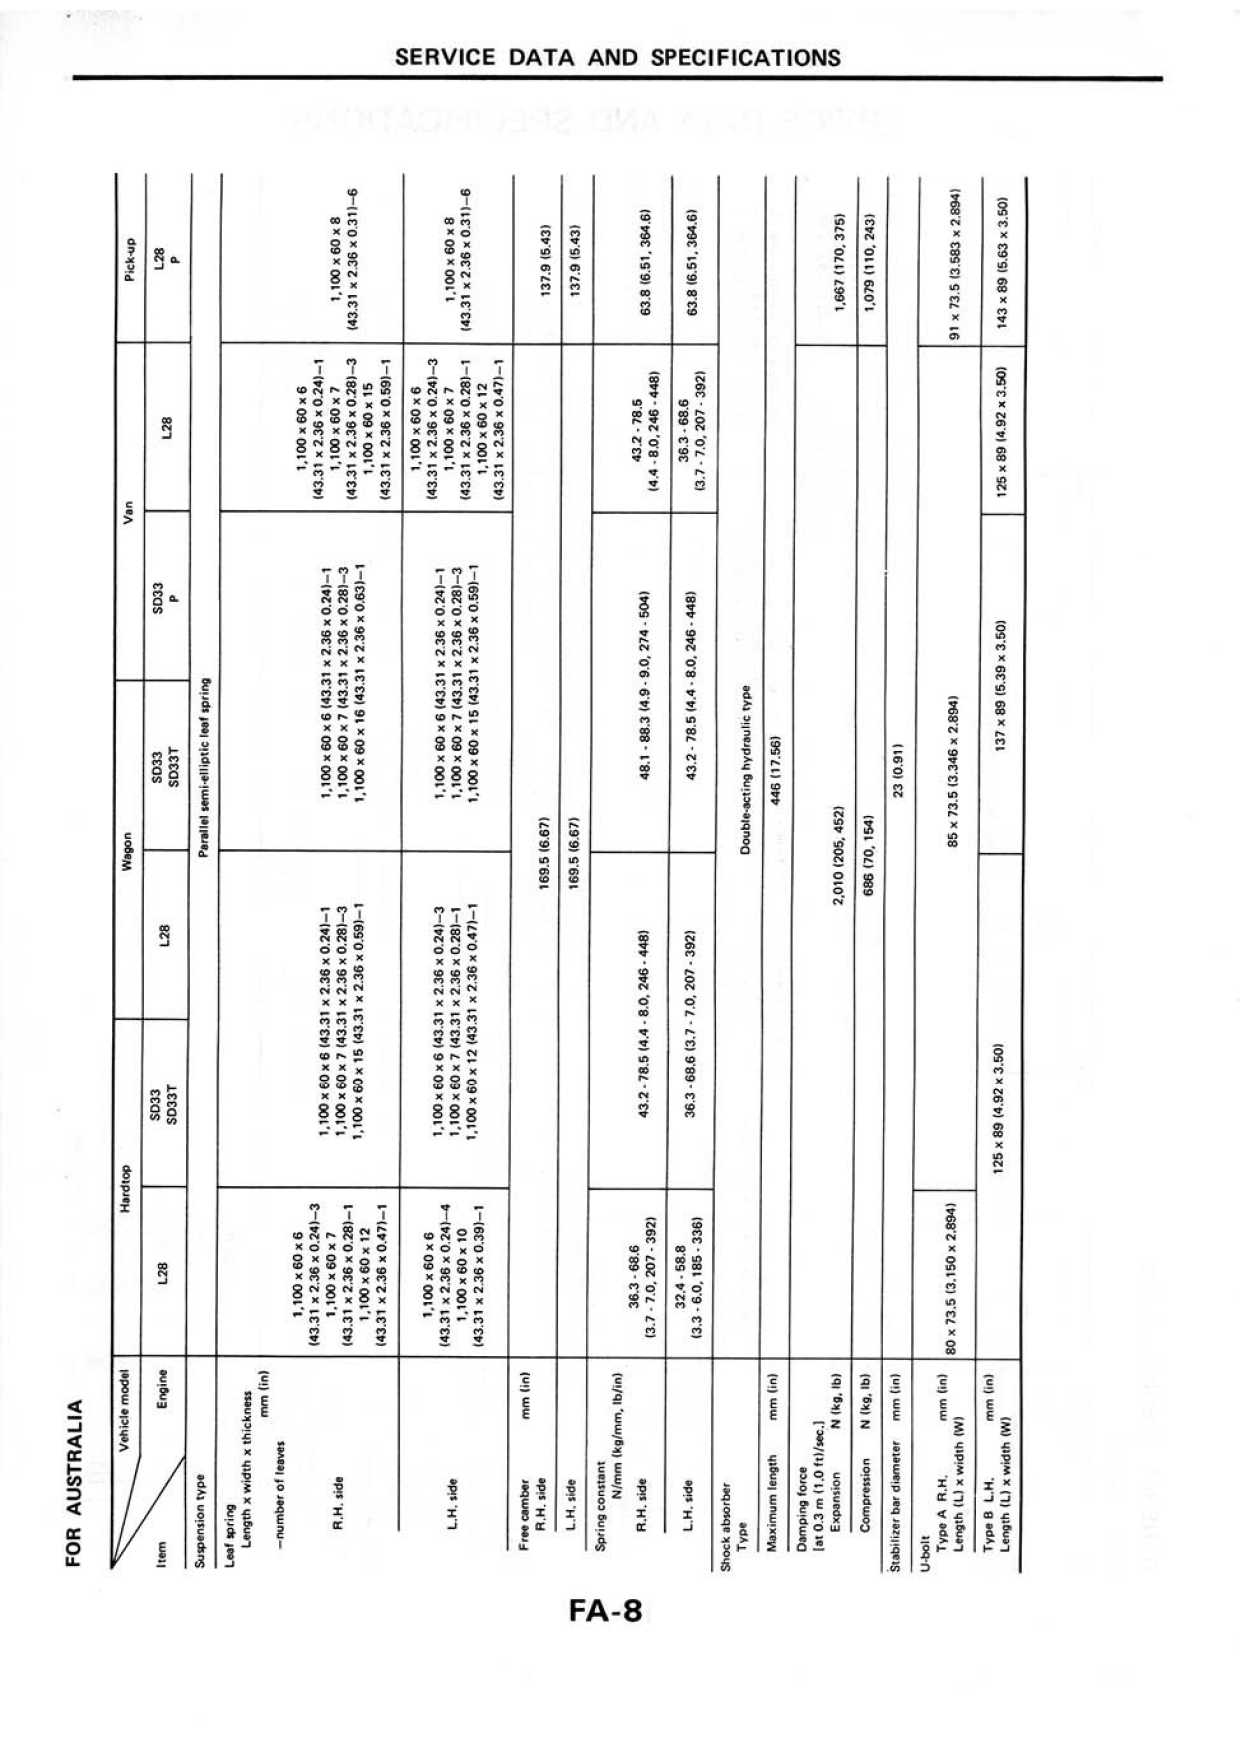 SERVICE DATA AND SPECIFICATIONS
FOR AUSTRALIA
Vehicle model
Hardtop
Wagon
Van
Pick-up
Item
Engine
L28
SD33
SD33T
L28
SD33
SD33T
SD33
P
L28
L28
P
Suspension type
Parallel semi-elliptic leaf spring
Leaf spring
Length x width x thickness
mm (in)
—number of leaves
R.H. side
1,100 x 60 x 6
(43.31 x 2.36 x 0.24)—3
1,100 x 60 x 7
(43.31 x 2.36 x 0.28)—1
1,100 x 60 x 12
(43.31 x 2.36 x 0.47)—1
1,100 x 60 x 6 (43.31 x 2.36 x 0.24)—1
1,100 x 60 x 7 (43.31 x 2.36 x 0.28)—3
1,100 x 60 x 15 (43.31 x 2.36 x 0.59)—1
1,100 x 60 x 6 (43.31 x 2.36 x 0.24)—1
1,100 x 60 x 7 (43.31 x 2.36 x 0.28)—3
1,100 x 60 x 16 (43.31 x 2.36 x 0.63)—1
1,100 x 60 x 6
(43.31 x 2.36 x 0.24)—1
1,100 x 60 x 7
(43.31 x 2.36 x 0.28)—3
1,100 x 60 x 15
(43.31 x 2.36 x 0.59)—1
1,100 x 60 x 8
(43.31 x 2.36 x 0.31)—6
L.H. side
1,100 x 60 x 6
(43.31 x 2.36 x 0.24)—4
1,100 x 60 x 10
(43.31 x 2.36 x 0.39)—1
1,100 x 60 x 6 (43.31 x 2.36 x 0.24)—3
1,100 x 60 x 7 (43.31 x 2.36 x 0.28)—1
1,100 x 60 x 12 (43.31 x 2.36 x 0.47)—1
1,100 x 60 x 6 (43.31 x 2.36 x 0.24)—1
1,100 x 60 x 7 (43.31 x 2.36 x 0.28)—3
1,100 x 60 x 15 (43.31 x 2.36 x 0.59)—1
1,100 x 60 x 6
(43.31 x 2.36 x 0.24)—3
1,100 x 60 x 7
(43.31 x 2.36 x 0.28)—1
1,100 x 60 x 12
(43.31 x 2.36 x 0.47)—1
1,100 x 60 x 8
(43.31 x 2.36 x 0.31)—6
Free camber mm (in)
R.H. side
169.5 (6.67)
137.9 (5.43)
L.H. side
169.5 (6.67)
137.9 (5.43)
Spring constant
N/mm (kg/mm, lb/in)
R.H. side
36.3 - 68.6
(3.7 - 7.0, 207 - 392)
43.2 - 78.5 (4.4 - 8.0, 246 - 448)
48.1 - 88.3 (4.9 - 9.0, 274 - 504)
43.2 - 78.5
(4.4 - 8.0, 246 - 448)
63.8 (6.51, 364.6)
L.H. side
32.4 - 58.8
(3.3 - 6.0, 185 - 336)
36.3 - 68.6 (3.7 - 7.0, 207 - 392)
43.2 - 78.5 (4.4 - 8.0, 246 - 448)
36.3 - 68.6
(3.7 - 7.0, 207 - 392)
63.8 (6.51, 364.6)
Shock absorber
Type
Double-acting hydraulic type
Maximum length mm (in)
446 (17.56)
Damping force
[at 0.3 m (1.0 ft)/sec.]
Expansion N (kg, lb)
2,010 (205, 452)
1,667 (170, 375)
Compression N (kg, lb)
686 (70, 154)
1,079 (110, 243)
Stabilizer bar diameter mm (in)
23 (0.91)
U-bolt
Type A R.H. mm (in)
Length (L) x width (W)
80 x 73.5 (3.150 x 2.894)
85 x 73.5 (3.346 x 2.894)
91 x 73.5 (3.583 x 2.894)
Type B L.H. mm (in)
Length (L) x width (W)
125 x 89 (4.92 x 3.50)
137 x 89 (5.39 x 3.50)
125 x 89 (4.92 x 3.50)
143 x 89 (5.63 x 3.50)
FA-8